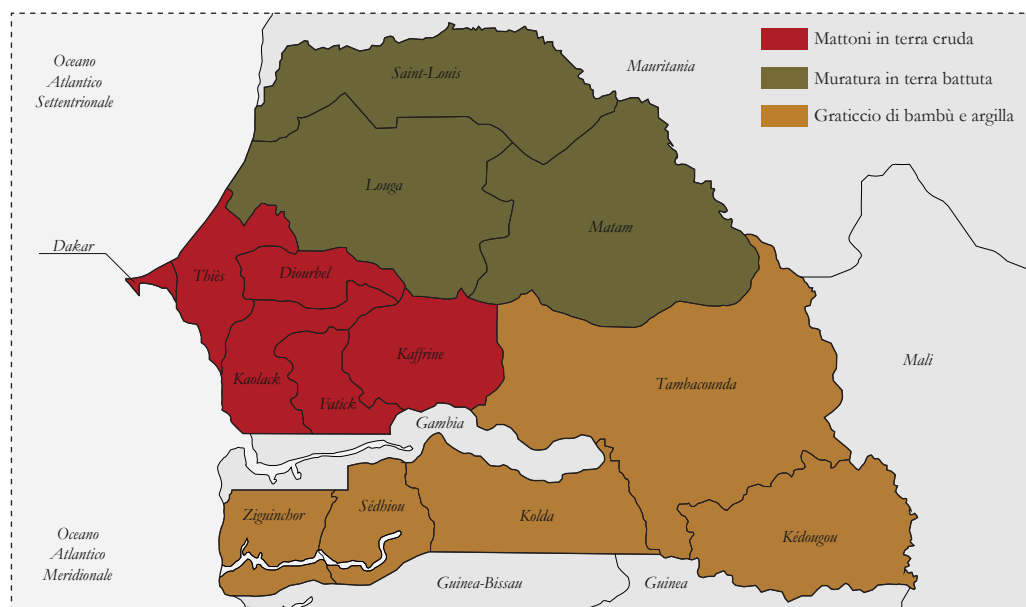 Oceano
Atlantico
Settentrionale
Saint-Louis
Mauritania
Mattoni in terra cruda
Muratura in terra battuta
Graticcio di bambù e argilla
Louga
Matam
Dakar
Thiès
Diourbel
Kaolack
Fatick
Kaffrine
Tambacounda
Mali
Gambia
Ziguinchor
Sédhiou
Kolda
Kédougou
Oceano
Atlantico
Meridionale
Guinea-Bissau
Guinea